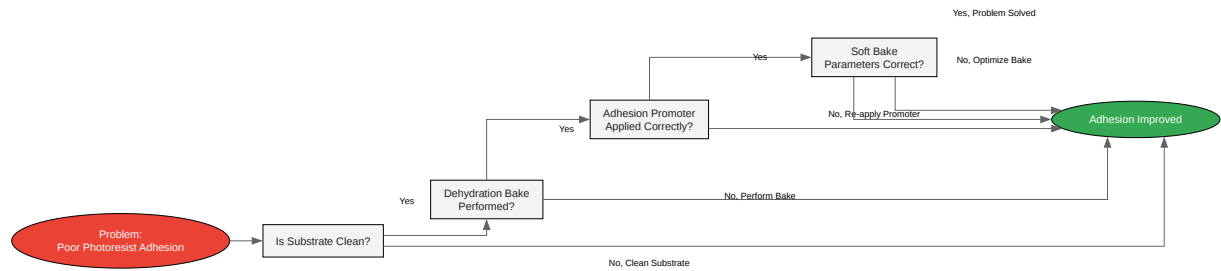 Yes, Problem Solved
Soft Bake
Parameters Correct?
Yes
No, Optimize Bake
Adhesion Promoter
Applied Correctly?
No, Re-apply Promoter
Adhesion Improved
Yes
Dehydration Bake
Performed?
Yes
No, Perform Bake
Problem:
Poor Photoresist Adhesion
Is Substrate Clean?
No, Clean Substrate